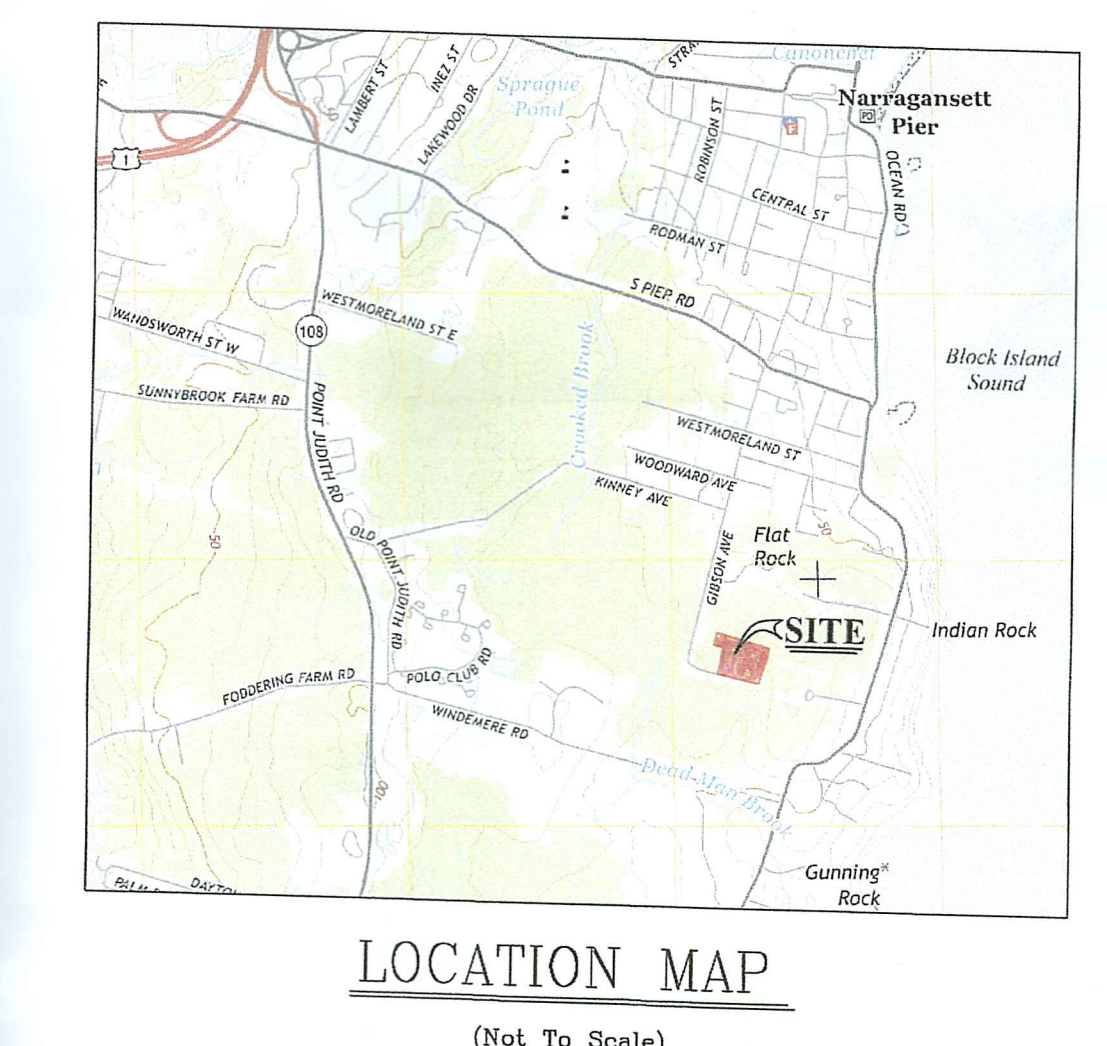 Canonchet
INEZ ST
LAMBERT ST
LAKEWOOD DR
Sprague
Pond
50
STRA
ROBINSON ST
F
PO
Narragansett
Pier
1
OCEAN RD
CENTRAL ST
RODMAN ST
S PIER RD
WESTMORELAND ST E
WANDSWORTH ST W
108
SUNNYBROOK FARM RD
POINT JUDITH RD
Crooked Brook
Block Island
Sound
WESTMORELAND ST
WOODWARD AVE
KINNEY AVE
50
50
OLD POINT JUDITH RD
GIBSON AVE
Flat
Rock
SITE
Indian Rock
FODDERING FARM RD
POLO CLUB RD
WINDEMERE RD
Dead Man Brook
100
Gunning
Rock
DAYTO
LOCATION MAP
(Not To Scale)